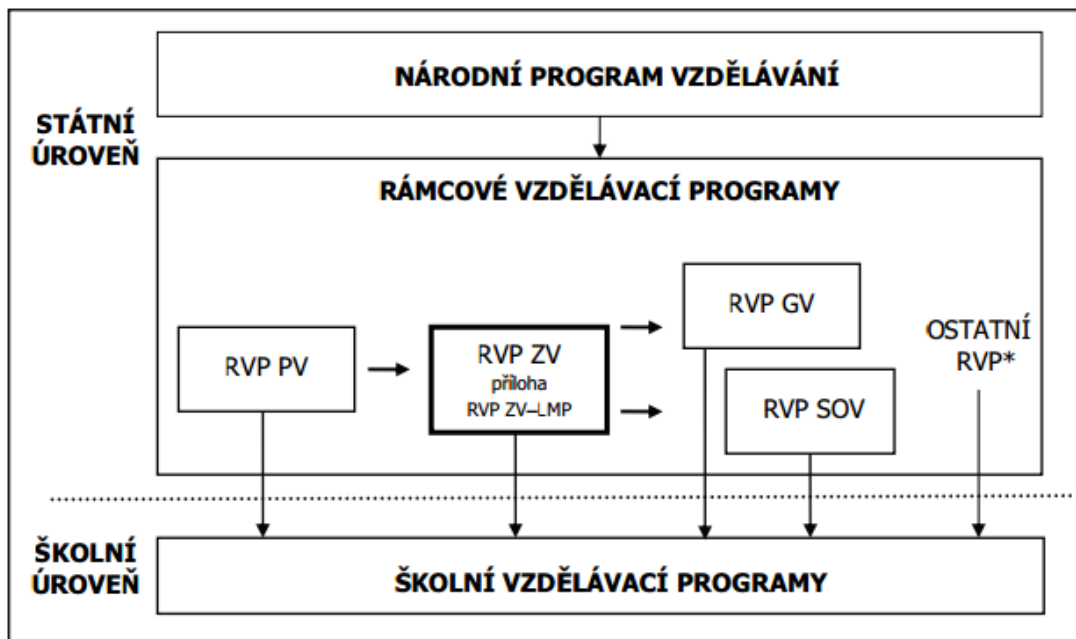 NÁRODNÍ PROGRAM VZDĚLÁVÁNÍ
STÁTNÍ
ÚROVEŇ
RÁMCOVÉ VZDĚLÁVACÍ PROGRAMY
RVP PV
RVP ZV
příloha
RVP ZV–LMP
RVP GV
RVP SOV
OSTATNÍ
RVP*
ŠKOLNÍ
ÚROVEŇ
ŠKOLNÍ VZDĚLÁVACÍ PROGRAMY